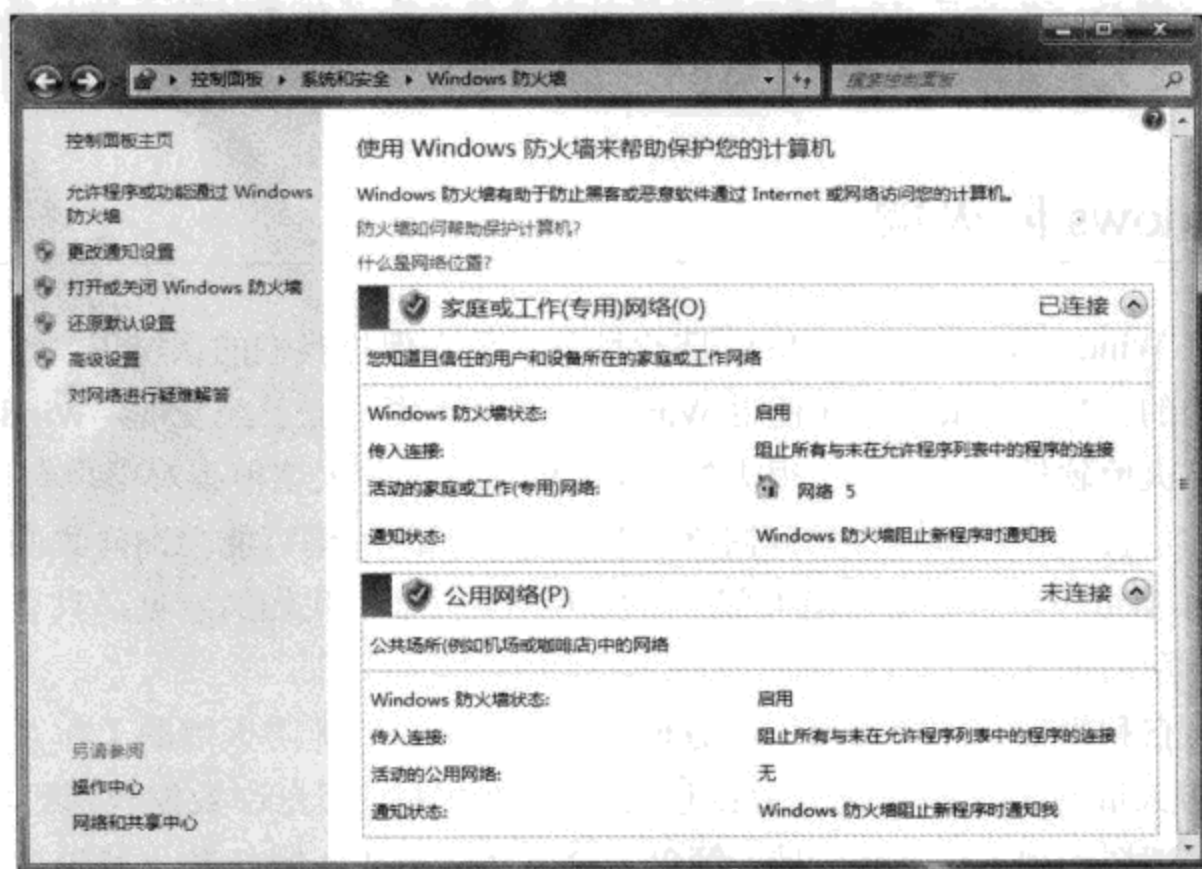 控制面板 ▸ 系统和安全 ▸ Windows 防火墙
搜索控制面板
控制面板主页
允许程序或功能通过 Windows
防火墙
更改通知设置
打开或关闭 Windows 防火墙
还原默认设置
高级设置
对网络进行疑难解答
另请参阅
操作中心
网络和共享中心
使用 Windows 防火墙来帮助保护您的计算机
Windows 防火墙有助于防止黑客或恶意软件通过 Internet 或网络访问您的计算机。
防火墙如何帮助保护计算机?
什么是网络位置?
家庭或工作(专用)网络(O) 已连接
您知道且信任的用户和设备所在的家庭或工作网络
Windows 防火墙状态: 启用
传入连接: 阻止所有与未在允许程序列表中的程序的连接
活动的家庭或工作(专用)网络: 网络 5
通知状态: Windows 防火墙阻止新程序时通知我
公用网络(P) 未连接
公共场所(例如机场或咖啡店)中的网络
Windows 防火墙状态: 启用
传入连接: 阻止所有与未在允许程序列表中的程序的连接
活动的公用网络: 无
通知状态: Windows 防火墙阻止新程序时通知我